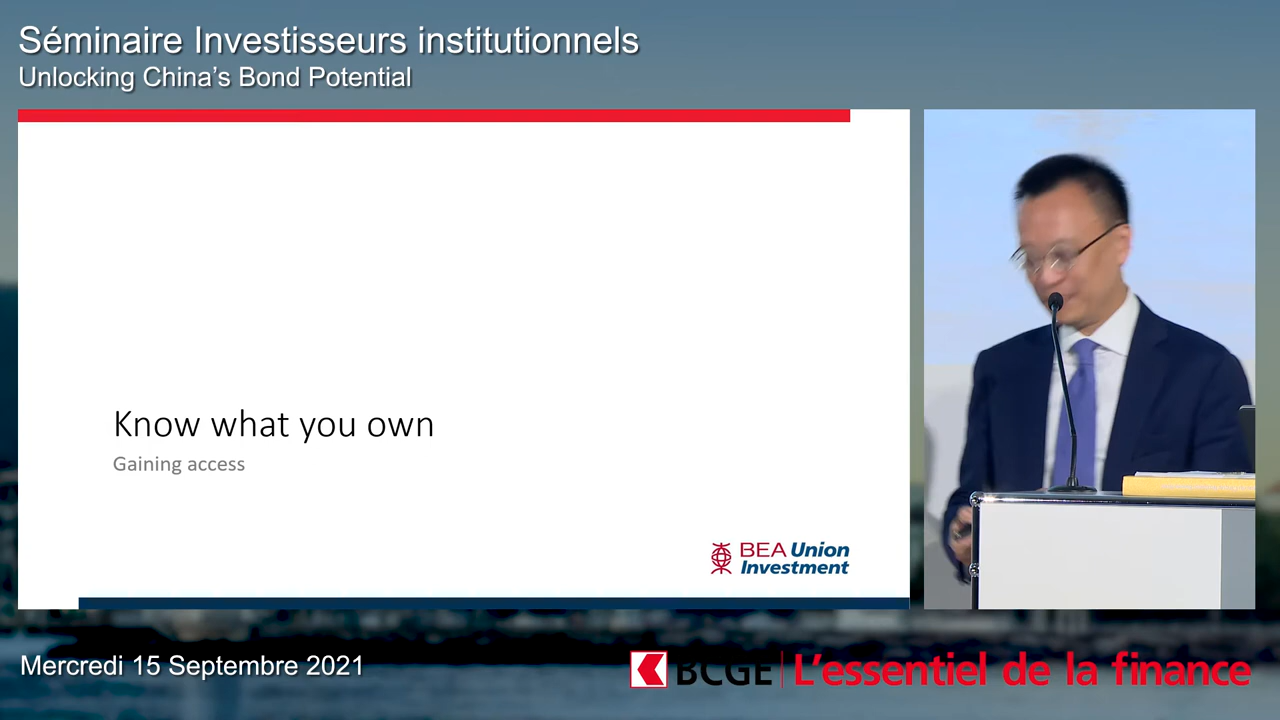 Séminaire Investisseurs institutionnels
Unlocking China's Bond Potential
Know what you own
Gaining access
BEA Union
Investment
Mercredi 15 Septembre 2021
BCGE L'essentiel de la finance